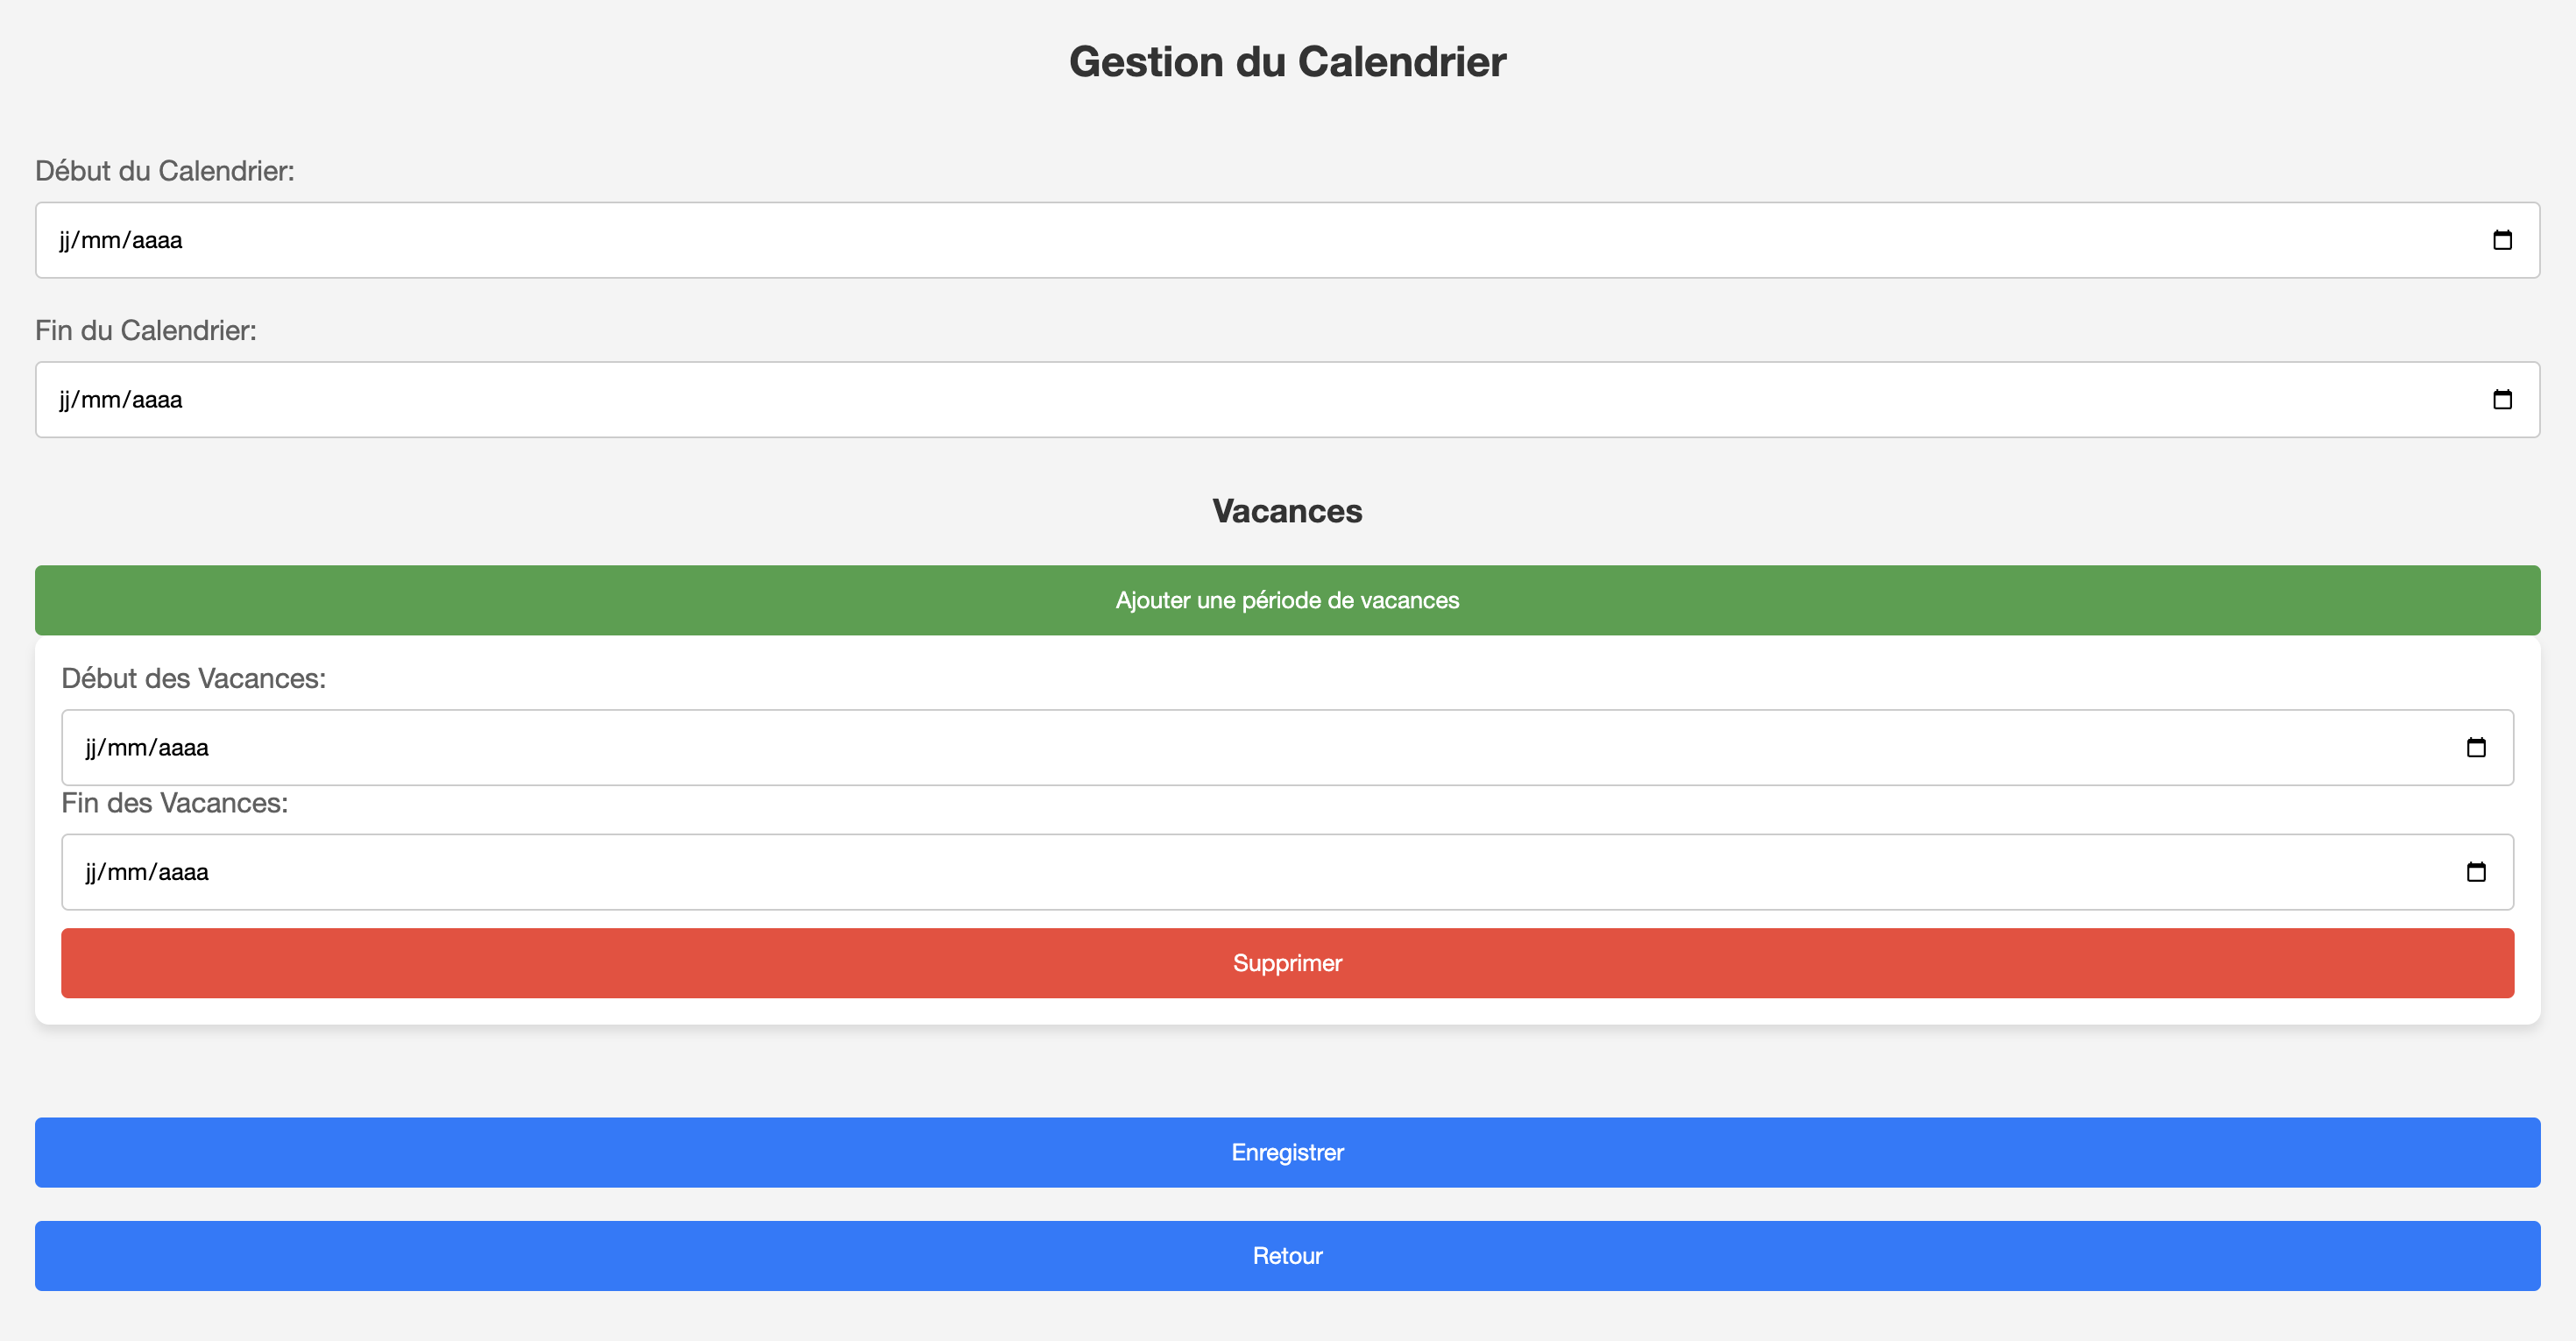 Gestion du Calendrier
Début du Calendrier:
jj/mm/aaaa
Fin du Calendrier:
jj/mm/aaaa
Vacances
Ajouter une période de vacances
Début des Vacances:
jj/mm/aaaa
Fin des Vacances:
jj/mm/aaaa
Supprimer
Enregistrer
Retour